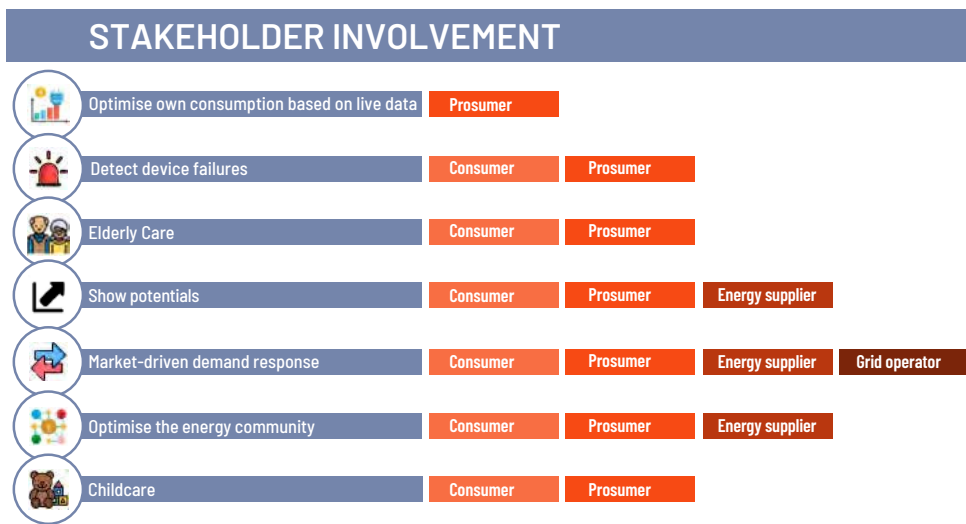 STAKEHOLDER INVOLVEMENT
Optimise own consumption based on live data Prosumer
Detect device failures Consumer Prosumer
Elderly Care Consumer Prosumer
Show potentials Consumer Prosumer Energy supplier
Market-driven demand response Consumer Prosumer Energy supplier Grid operator
Optimise the energy community Consumer Prosumer Energy supplier
Childcare Consumer Prosumer